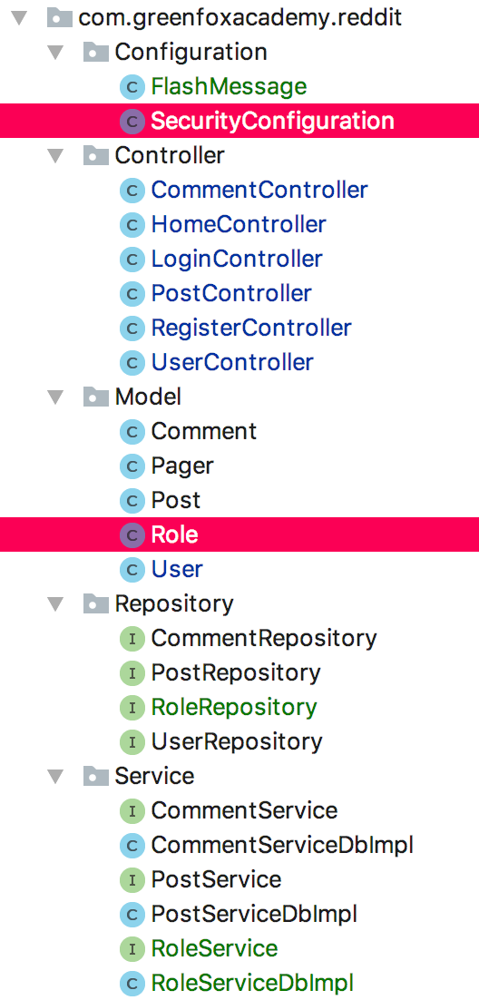 com.greenfoxacademy.reddit
Configuration
C FlashMessage
C SecurityConfiguration
Controller
C CommentController
C HomeController
C LoginController
C PostController
C RegisterController
C UserController
Model
C Comment
C Pager
C Post
C Role
C User
Repository
I CommentRepository
I PostRepository
I RoleRepository
I UserRepository
Service
I CommentService
C CommentServiceDbImpl
I PostService
C PostServiceDbImpl
I RoleService
C RoleServiceDbImpl